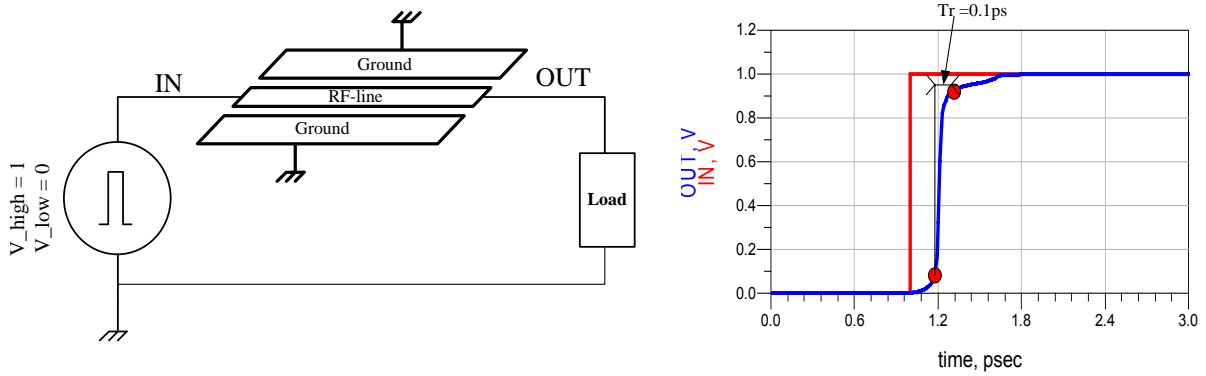 Ground
IN
OUT
RF-line
Ground
V_high = 1
V_low = 0
Load
Tr =0.1ps
OUT, V
IN, V
1.2
1.0
0.8
0.6
0.4
0.2
0.0
0.0 0.6 1.2 1.8 2.4 3.0
time, psec